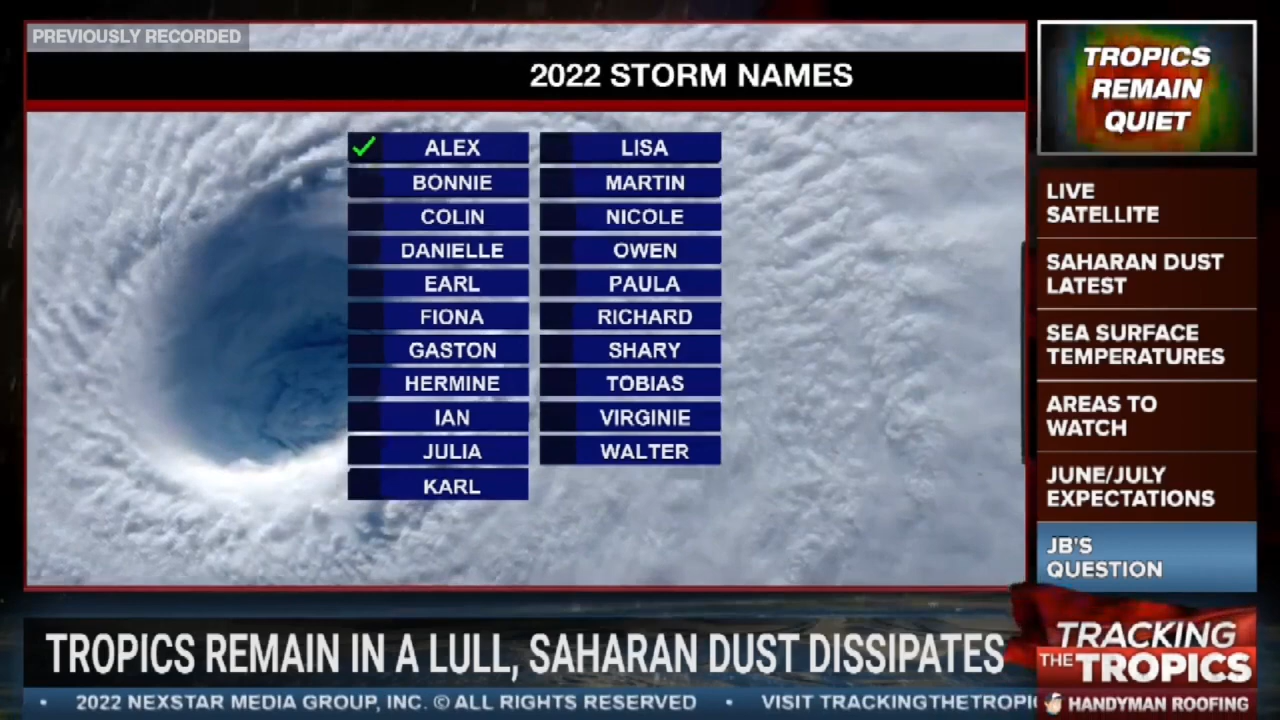 PREVIOUSLY RECORDED
2022 STORM NAMES
ALEX
BONNIE
COLIN
DANIELLE
EARL
FIONA
GASTON
HERMINE
IAN
JULIA
KARL
LISA
MARTIN
NICOLE
OWEN
PAULA
RICHARD
SHARY
TOBIAS
VIRGINIE
WALTER
TROPICS
REMAIN
QUIET
LIVE
SATELLITE
SAHARAN DUST
LATEST
SEA SURFACE
TEMPERATURES
AREAS TO
WATCH
JUNE/JULY
EXPECTATIONS
JB'S
QUESTION
TROPICS REMAIN IN A LULL, SAHARAN DUST DISSIPATES
TRACKING
THE TROPICS
• 2022 NEXSTAR MEDIA GROUP, INC. © ALL RIGHTS RESERVED • VISIT TRACKINGTHETROPI
HANDYMAN ROOFING